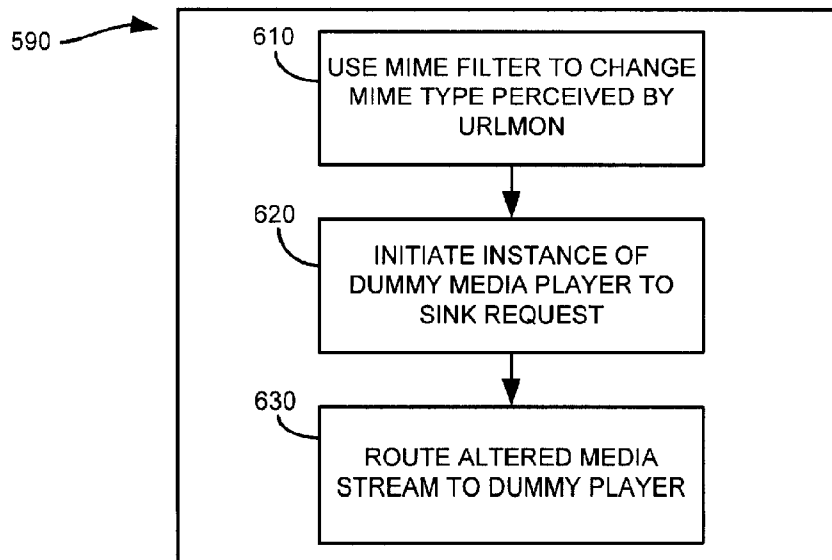 590
610
USE MIME FILTER TO CHANGE
MIME TYPE PERCEIVED BY
URLMON
620
INITIATE INSTANCE OF
DUMMY MEDIA PLAYER TO
SINK REQUEST
630
ROUTE ALTERED MEDIA
STREAM TO DUMMY PLAYER